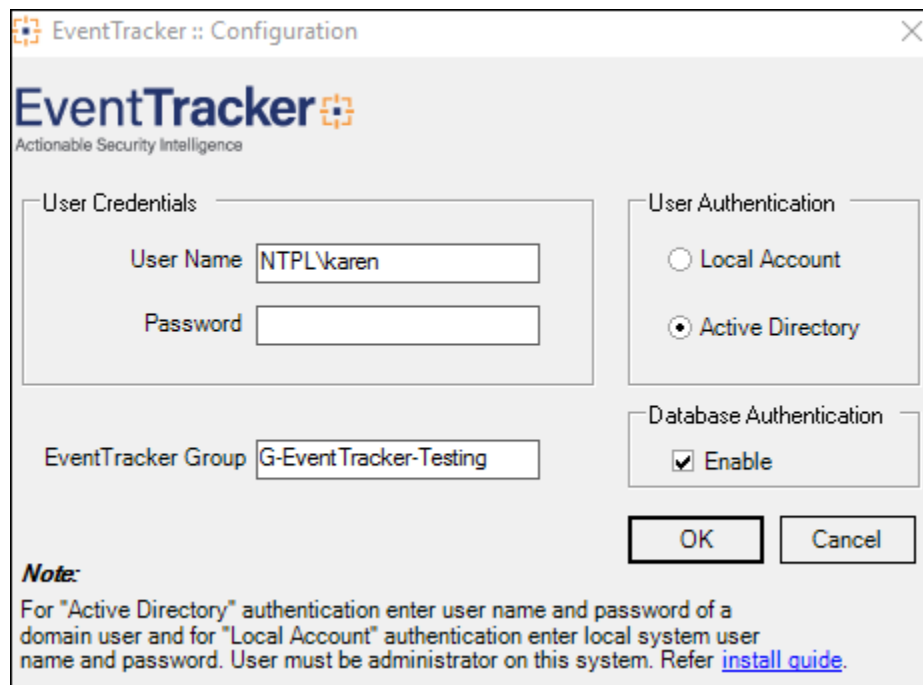 EventTracker :: Configuration
EventTracker
Actionable Security Intelligence
User Credentials
User Name NTPL\karen
Password
EventTracker Group G-EventTracker-Testing
User Authentication
Local Account
Active Directory
Database Authentication
Enable
OK Cancel
Note:
For "Active Directory" authentication enter user name and password of a
domain user and for "Local Account" authentication enter local system user
name and password. User must be administrator on this system. Refer install guide.